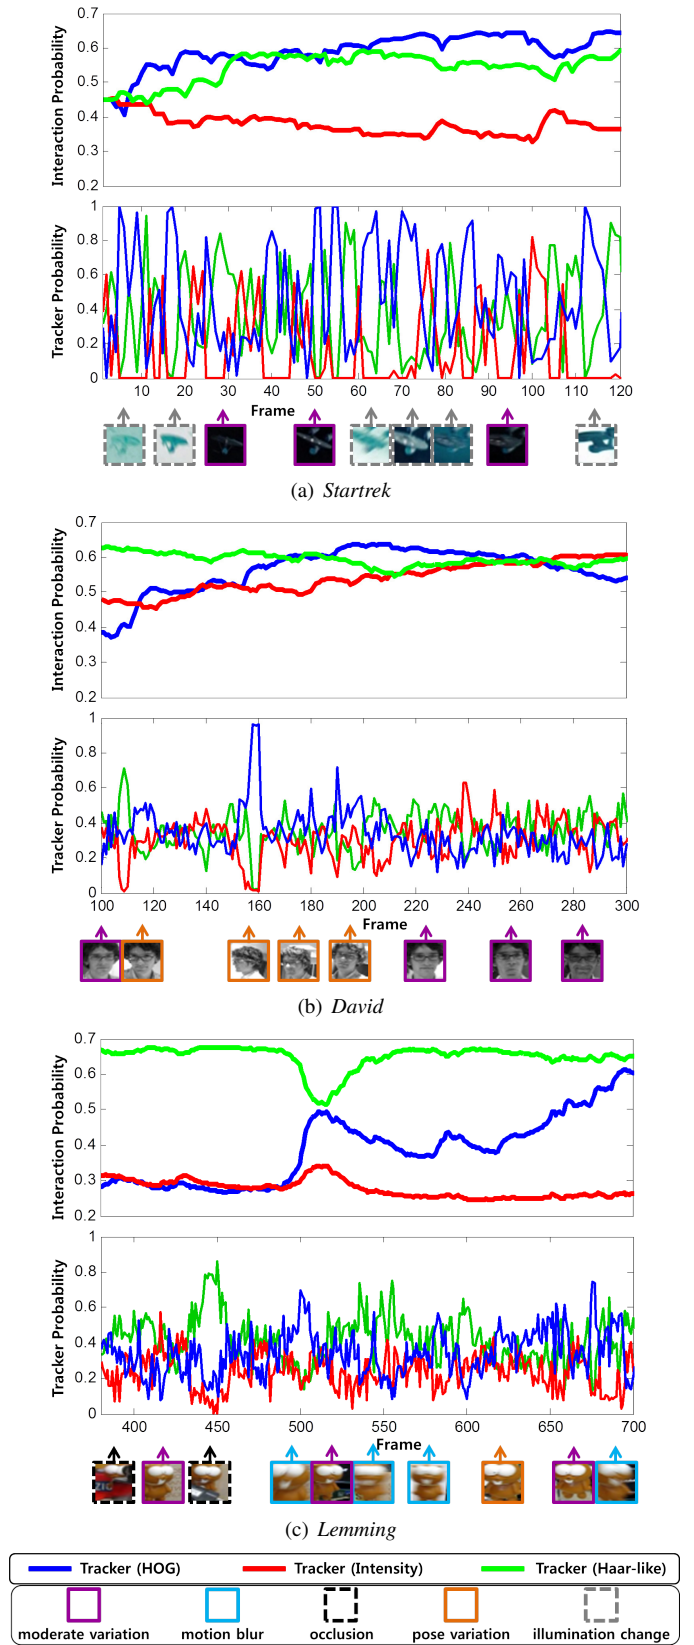 0.7
0.6
0.5
0.4
0.3
0.2
Interaction Probability
1
0.8
0.6
0.4
0.2
0
Tracker Probability
10 20 30 40 50 60 70 80 90 100 110 120
Frame
(a) Startrek
0.7
0.6
0.5
0.4
0.3
0.2
Interaction Probability
1
0.8
0.6
0.4
0.2
0
Tracker Probability
100 120 140 160 180 200 220 240 260 280 300
Frame
(b) David
0.7
0.6
0.5
0.4
0.3
0.2
Interaction Probability
1
0.8
0.6
0.4
0.2
0
Tracker Probability
400 450 500 550 600 650 700
Frame
(c) Lemming
Tracker (HOG) Tracker (Intensity) Tracker (Haar-like)
moderate variation motion blur occlusion pose variation illumination change